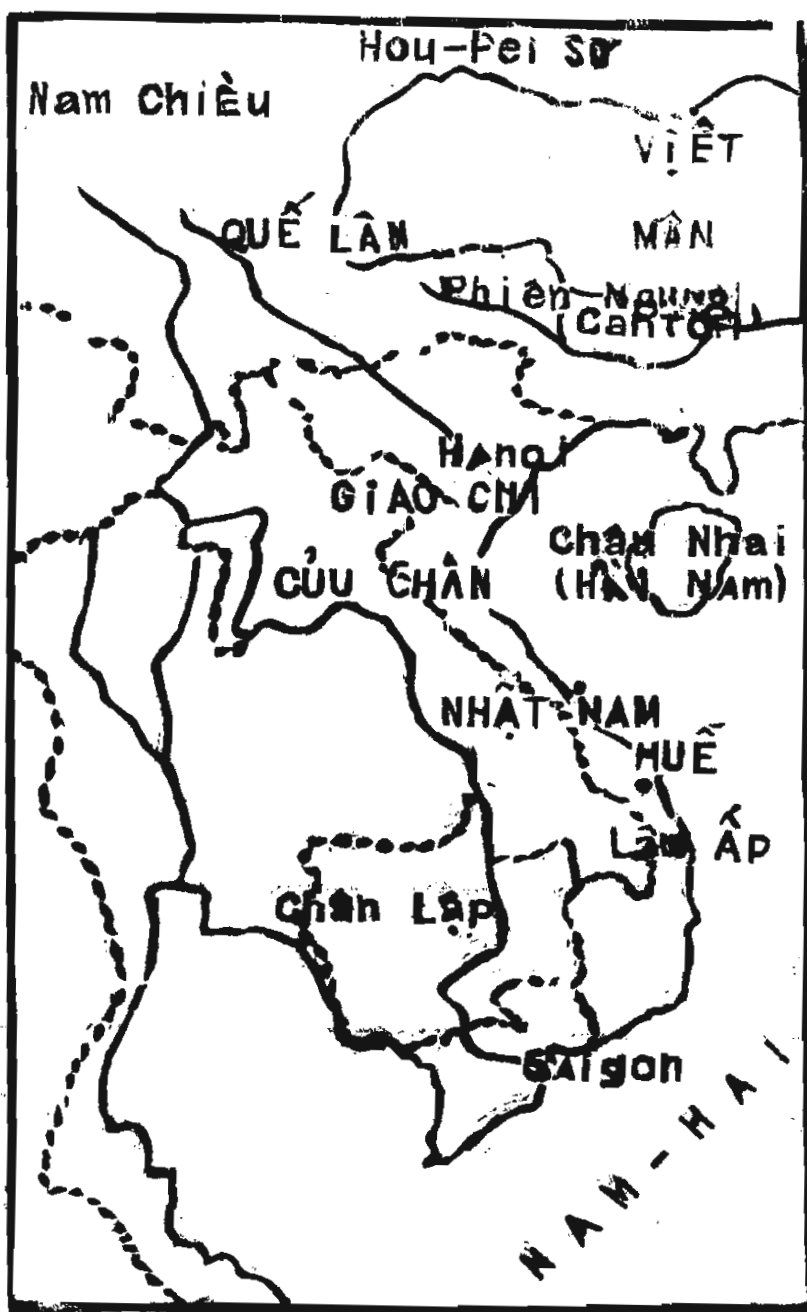 Hou-Pei Sơ
Nam Chiều
VIỆT
QUẾ LÂM
MÂN
Phiên Ngung
(Canton)
Hanoi
GIAO CHỈ
Châu Nhai
(Hải Nam)
CỬU CHÂN
NHẬT NAM
HUẾ
Lâm Ấp
Chân Lạp
Saigon
NAM-HAI